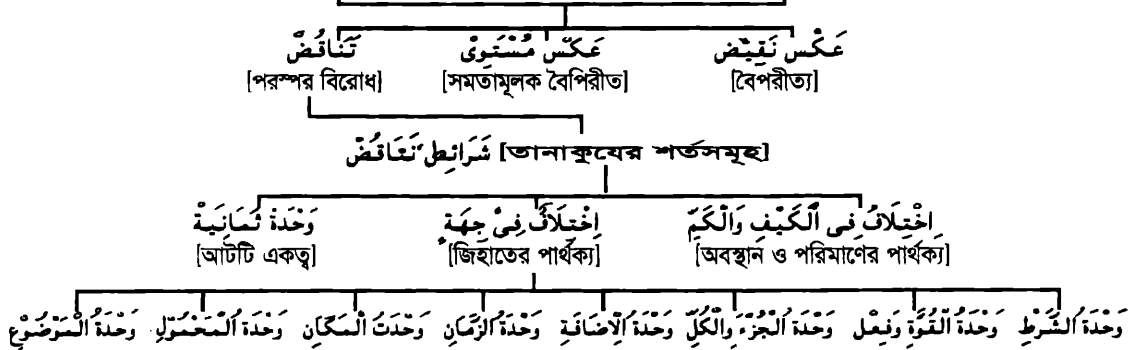 عَكْس نَقِيْض عَكْس مُسْتَوِىْ تَنَاقُضْ
[পরস্পর বিরোধ] [সমতামূলক বৈপিরীত] [বৈপরীত্য]
شَرَائِطِ تَنَاقُضْ [তানাকুযের শর্তসমূহ]
اِخْتِلَافُ فِى الْكَيْفِ وَالْكَمِّ اِخْتِلَافُ فِىْ جِهَةِ وَحْدَةُ ثَمَانِيَةْ
[আটটি একত্ব] [জিহাতের পার্থক্য] [অবস্থান ও পরিমাণের পার্থক্য]
وَحْدَةُ الشَّرْطِ وَحْدَةُ الْقُوَّةِ وَفِعْل وَحْدَةُ الْجُزْءِ وَالْكُلِّ وَحْدَةُ الْاِضَافَةِ وَحْدَةُ الزَّمَانِ وَحْدَتُ الْمَكَانِ وَحْدَةُ الْمَحْمُوْلِ وَحْدَةُ الْمَوْضُوْعِ